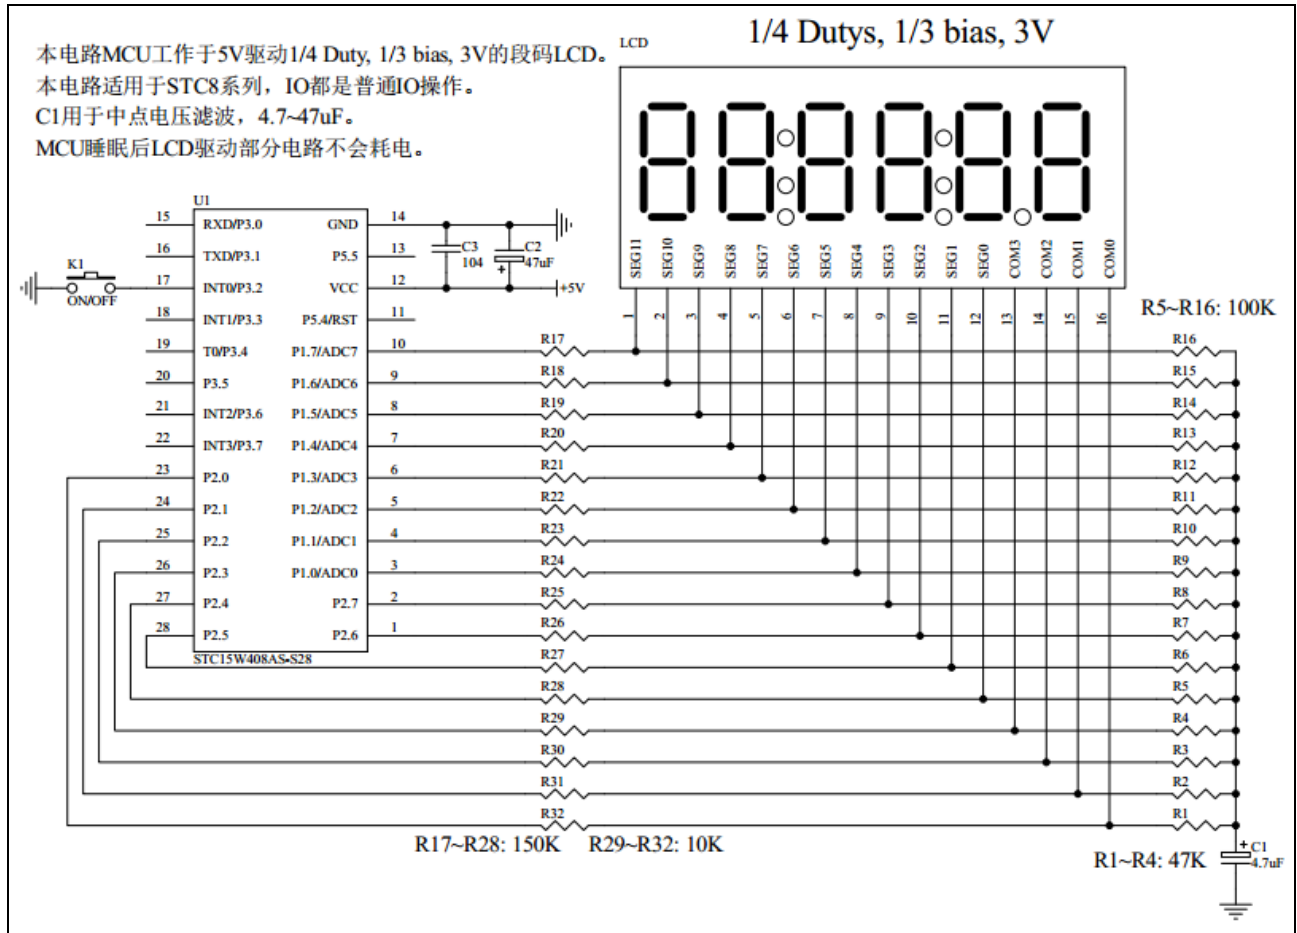 1/4 Dutys, 1/3 bias, 3V
本电路MCU工作于5V驱动1/4 Duty, 1/3 bias, 3V的段码LCD。
本电路适用于STC8系列，IO都是普通IO操作。
C1用于中点电压滤波，4.7~47uF。
MCU睡眠后LCD驱动部分电路不会耗电。
LCD
SEG11 SEG10 SEG9 SEG8 SEG7 SEG6 SEG5 SEG4 SEG3 SEG2 SEG1 SEG0 COM3 COM2 COM1 COM0
1 2 3 4 5 6 7 8 9 10 11 12 13 14 15 16
R5~R16: 100K
U1
15 RXD/P3.0 GND 14
16 TXD/P3.1 P5.5 13
17 INT0/P3.2 VCC 12
18 INT1/P3.3 P5.4/RST 11
19 T0/P3.4 P1.7/ADC7 10
20 P3.5 P1.6/ADC6 9
21 INT2/P3.6 P1.5/ADC5 8
22 INT3/P3.7 P1.4/ADC4 7
23 P2.0 P1.3/ADC3 6
24 P2.1 P1.2/ADC2 5
25 P2.2 P1.1/ADC1 4
26 P2.3 P1.0/ADC0 3
27 P2.4 P2.7 2
28 P2.5 P2.6 1
STC15W408AS-S28
K1
ON/OFF
C3
104
C2
+
47uF
+5V
R17 R16
R18 R15
R19 R14
R20 R13
R21 R12
R22 R11
R23 R10
R24 R9
R25 R8
R26 R7
R27 R6
R28 R5
R29 R4
R30 R3
R31 R2
R32 R1
R17~R28: 150K R29~R32: 10K
R1~R4: 47K
+ C1
4.7uF